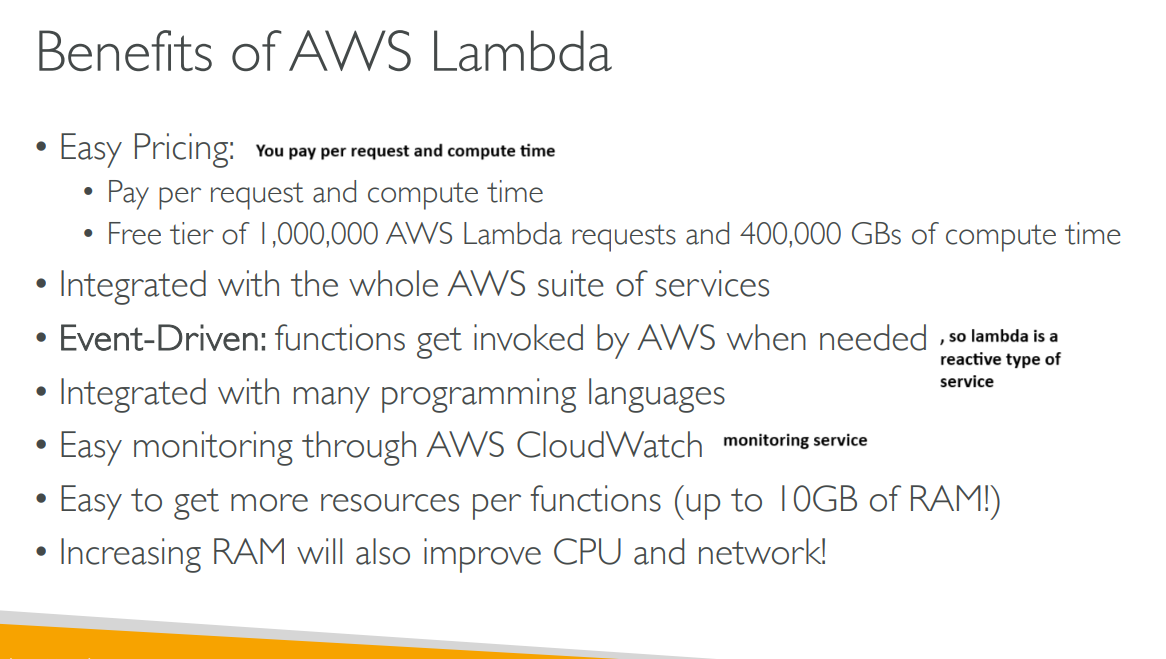 Benefits of AWS Lambda
• Easy Pricing: You pay per request and compute time
• Pay per request and compute time
• Free tier of 1,000,000 AWS Lambda requests and 400,000 GBs of compute time
• Integrated with the whole AWS suite of services
• Event-Driven: functions get invoked by AWS when needed , so lambda is a
reactive type of
service
• Integrated with many programming languages
• Easy monitoring through AWS CloudWatch monitoring service
• Easy to get more resources per functions (up to 10GB of RAM!)
• Increasing RAM will also improve CPU and network!